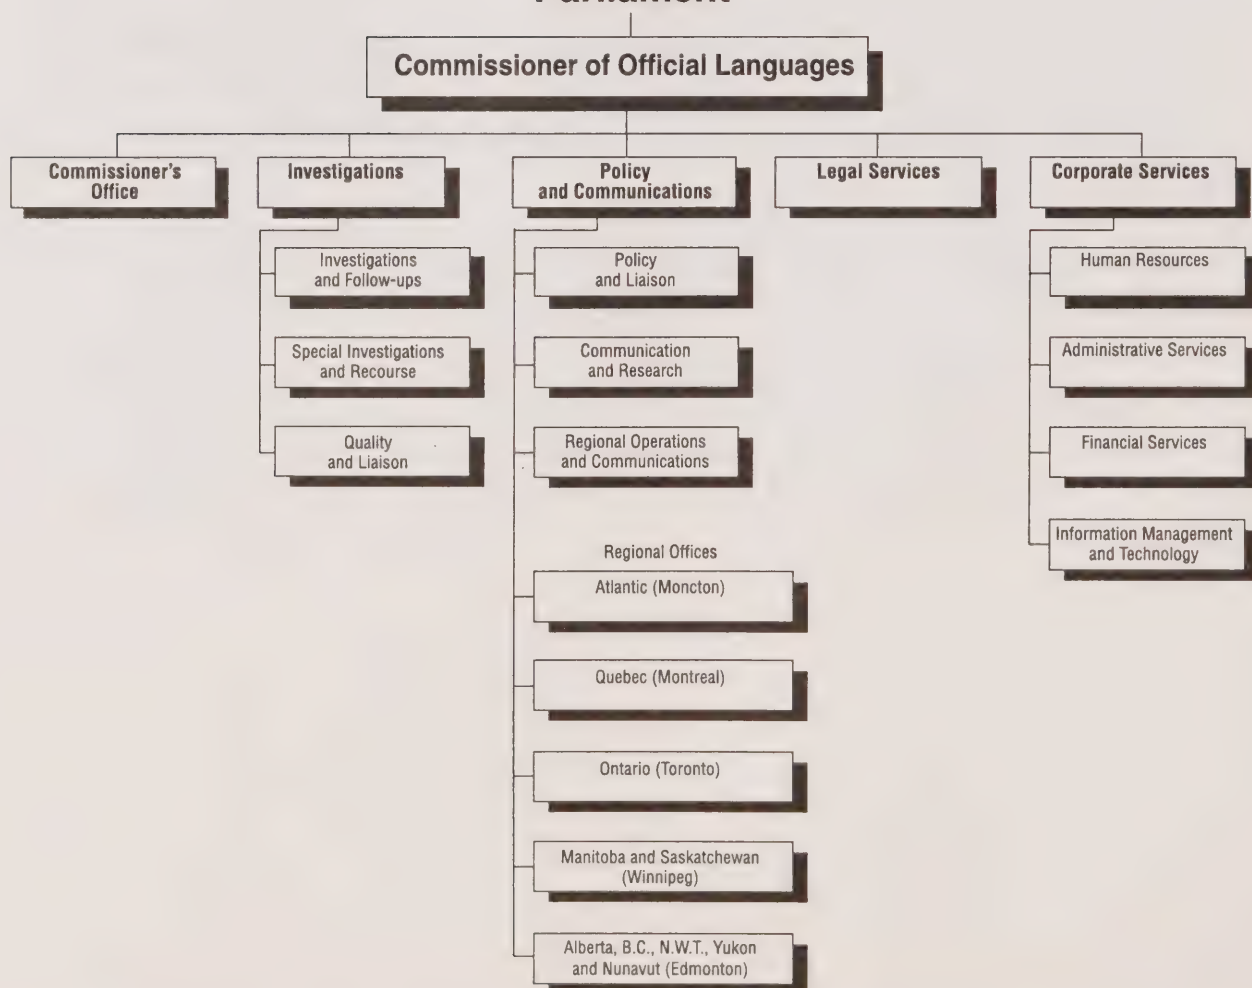 Parliament
Commissioner of Official Languages
Commissioner's
Office
Investigations
Policy
and Communications
Legal Services
Corporate Services
Investigations
and Follow-ups
Special Investigations
and Recourse
Quality
and Liaison
Policy
and Liaison
Communication
and Research
Regional Operations
and Communications
Regional Offices
Atlantic (Moncton)
Quebec (Montreal)
Ontario (Toronto)
Manitoba and Saskatchewan
(Winnipeg)
Alberta, B.C., N.W.T., Yukon
and Nunavut (Edmonton)
Human Resources
Administrative Services
Financial Services
Information Management
and Technology